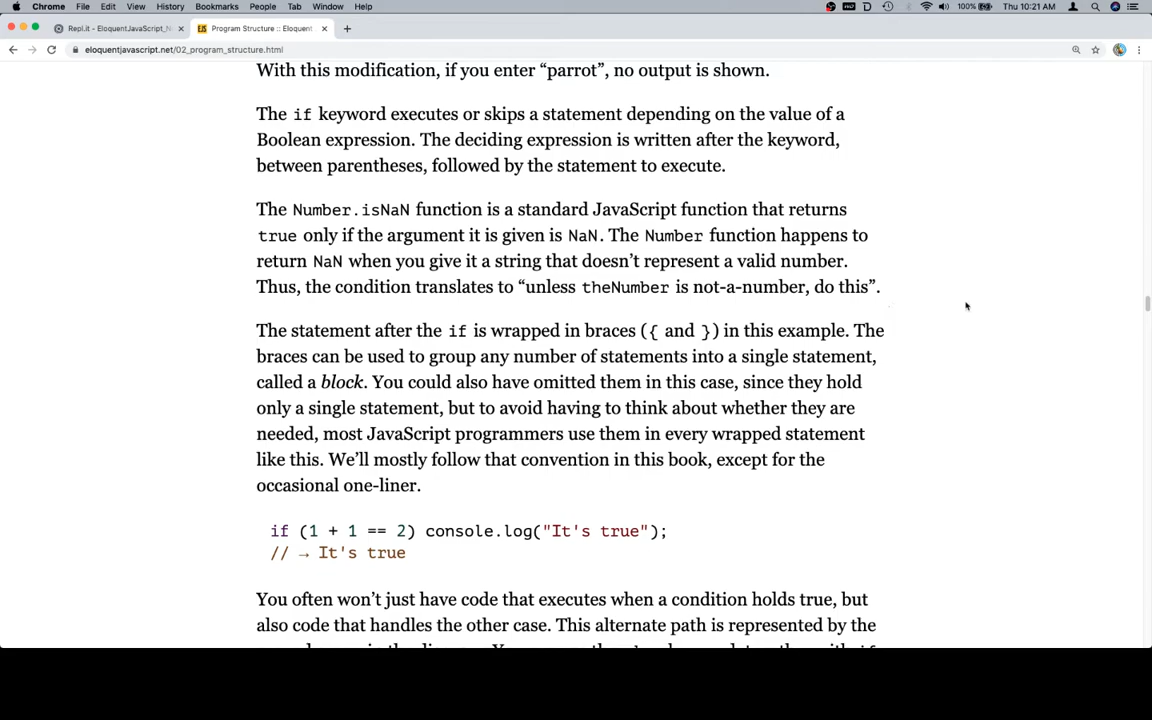 Chrome File Edit View History Bookmarks People Tab Window Help 100% Thu 10:21 AM
Repl.it - EloquentJavaScript_N Program Structure :: Eloquent
eloquentjavascript.net/02_program_structure.html
With this modification, if you enter “parrot”, no output is shown.
The if keyword executes or skips a statement depending on the value of a
Boolean expression. The deciding expression is written after the keyword,
between parentheses, followed by the statement to execute.
The Number.isNaN function is a standard JavaScript function that returns
true only if the argument it is given is NaN. The Number function happens to
return NaN when you give it a string that doesn’t represent a valid number.
Thus, the condition translates to “unless theNumber is not-a-number, do this”.
The statement after the if is wrapped in braces ({ and }) in this example. The
braces can be used to group any number of statements into a single statement,
called a block. You could also have omitted them in this case, since they hold
only a single statement, but to avoid having to think about whether they are
needed, most JavaScript programmers use them in every wrapped statement
like this. We’ll mostly follow that convention in this book, except for the
occasional one-liner.
if (1 + 1 == 2) console.log("It's true");
// → It's true
You often won’t just have code that executes when a condition holds true, but
also code that handles the other case. This alternate path is represented by the